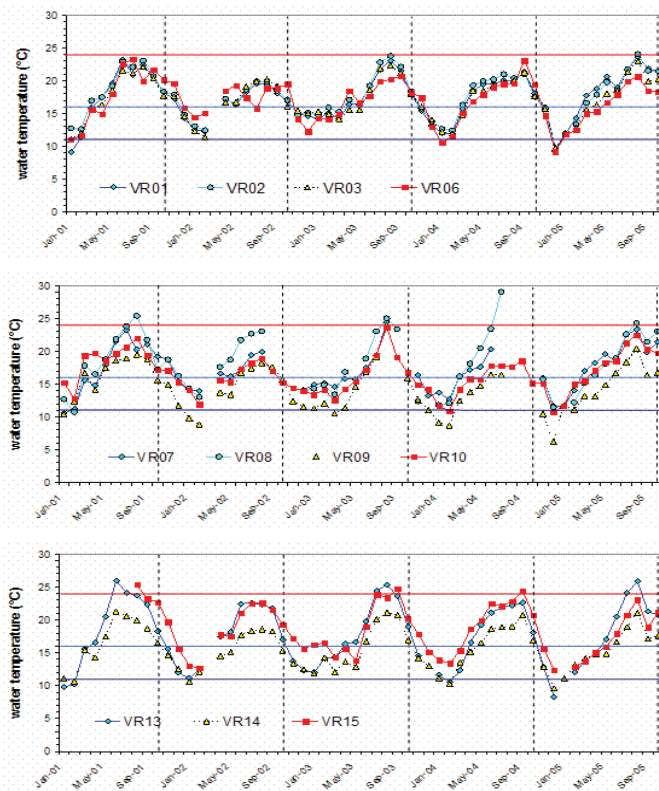 water temperature (°C)
30
25
20
15
10
5
0
VR01 VR02 VR03 VR06
Jan-01 May-01 Sep-01 Jan-02 May-02 Sep-02 Jan-03 May-03 Sep-03 Jan-04 May-04 Sep-04 Jan-05 May-05 Sep-05
water temperature (°C)
30
25
20
15
10
5
0
VR07 VR08 VR09 VR10
Jan-01 May-01 Sep-01 Jan-02 May-02 Sep-02 Jan-03 May-03 Sep-03 Jan-04 May-04 Sep-04 Jan-05 May-05 Sep-05
water temperature (°C)
30
25
20
15
10
5
0
VR13 VR14 VR15
Jan-01 May-01 Sep-01 Jan-02 May-02 Sep-02 Jan-03 May-03 Sep-03 Jan-04 May-04 Sep-04 Jan-05 May-05 Sep-05